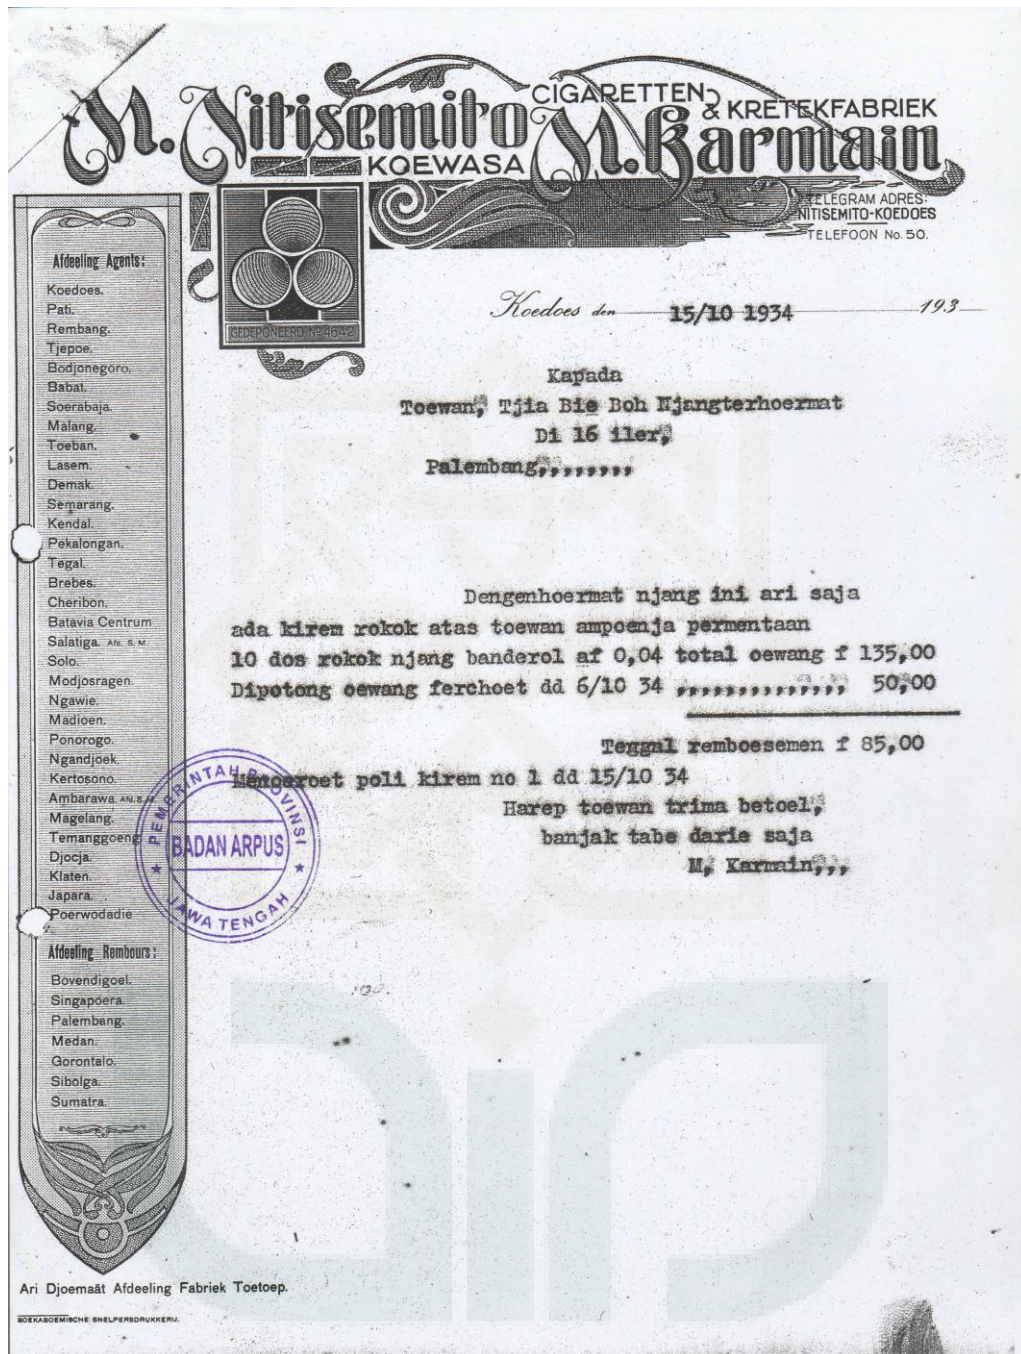 M. Nitisemito
CIGARETTEN & KRETEKFABRIEK
KOEWASA
M. Karmain
TELEGRAM ADRES:
NITISEMITO-KOEDOES
TELEFOON No. 50.
GEDEPONEERD No 4642
Koedoes den 15/10 1934 193
Kapada
Toewan, Tjia Bie Boh Njangterhoermat
Di 16 iler,
Palembang,,,,,,,,
Dengenhoermat njang ini ari saja
ada kirem rokok atas toewan ampoenja permentaan
10 dos rokok njang banderol af 0,04 total oewang f 135,00
Dipotong oewang ferchoet dd 6/10 34 ,,,,,,,,,,,,,, 50,00
Teggal remboesemen f 85,00
Menoeroet poli kirem no 1 dd 15/10 34
Harep toewan trima betoel,
banjak tabe darie saja
M, Karmain,,,
Afdeeling Agents:
Koedoes.
Pati.
Rembang.
Tjepoe.
Bodjonegoro.
Babat.
Soerabaja.
Malang.
Toeban.
Lasem.
Demak.
Semarang.
Kendal.
Pekalongan.
Tegal.
Brebes.
Cheribon.
Batavia Centrum
Salatiga. Afd. S. M.
Solo.
Modjosragen.
Ngawie.
Madioen.
Ponorogo.
Ngandjoek.
Kertosono.
Ambarawa. Afd. S. M.
Magelang.
Temanggoeng
Djocja.
Klaten.
Japara.
Poerwodadie
Afdeeling Rembours:
Bovendigoel.
Singapoera.
Palembang.
Medan.
Gorontalo.
Sibolga.
Sumatra.
PEMERINTAH PROVINSI
BADAN ARPUS
JAWA TENGAH
Ari Djoemaät Afdeeling Fabriek Toetoep.
SOEKABOEMISCHE SNELPERSDRUKKERIJ.